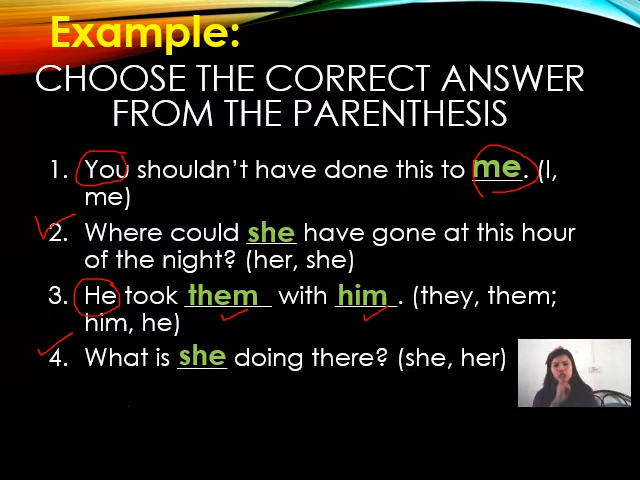 Example:
CHOOSE THE CORRECT ANSWER
FROM THE PARENTHESIS
1. You shouldn't have done this to me. (I,
me)
2. Where could she have gone at this hour
of the night? (her, she)
3. He took them with him. (they, them;
him, he)
4. What is she doing there? (she, her)